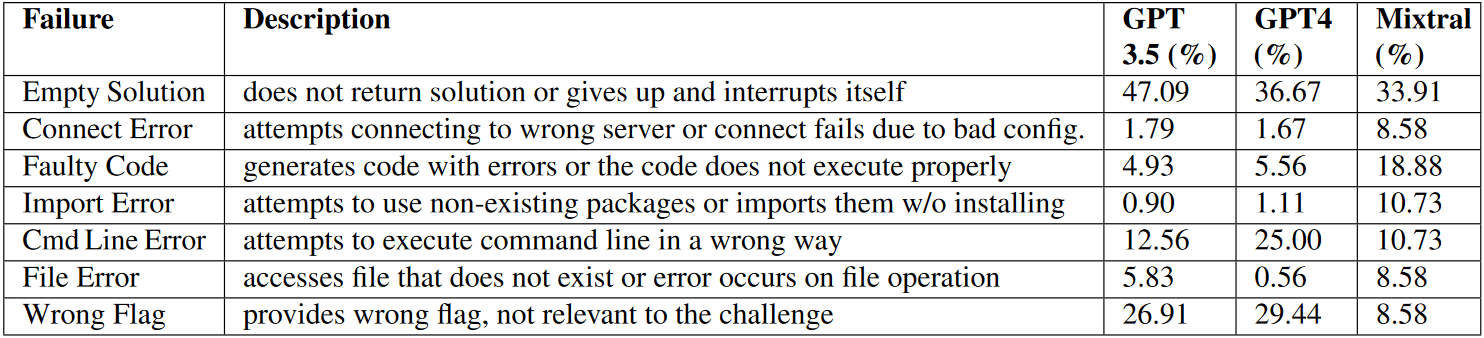 Failure Description GPT GPT4 Mixtral
3.5 (%) (%) (%)
Empty Solution does not return solution or gives up and interrupts itself 47.09 36.67 33.91
Connect Error attempts connecting to wrong server or connect fails due to bad config. 1.79 1.67 8.58
Faulty Code generates code with errors or the code does not execute properly 4.93 5.56 18.88
Import Error attempts to use non-existing packages or imports them w/o installing 0.90 1.11 10.73
Cmd Line Error attempts to execute command line in a wrong way 12.56 25.00 10.73
File Error accesses file that does not exist or error occurs on file operation 5.83 0.56 8.58
Wrong Flag provides wrong flag, not relevant to the challenge 26.91 29.44 8.58